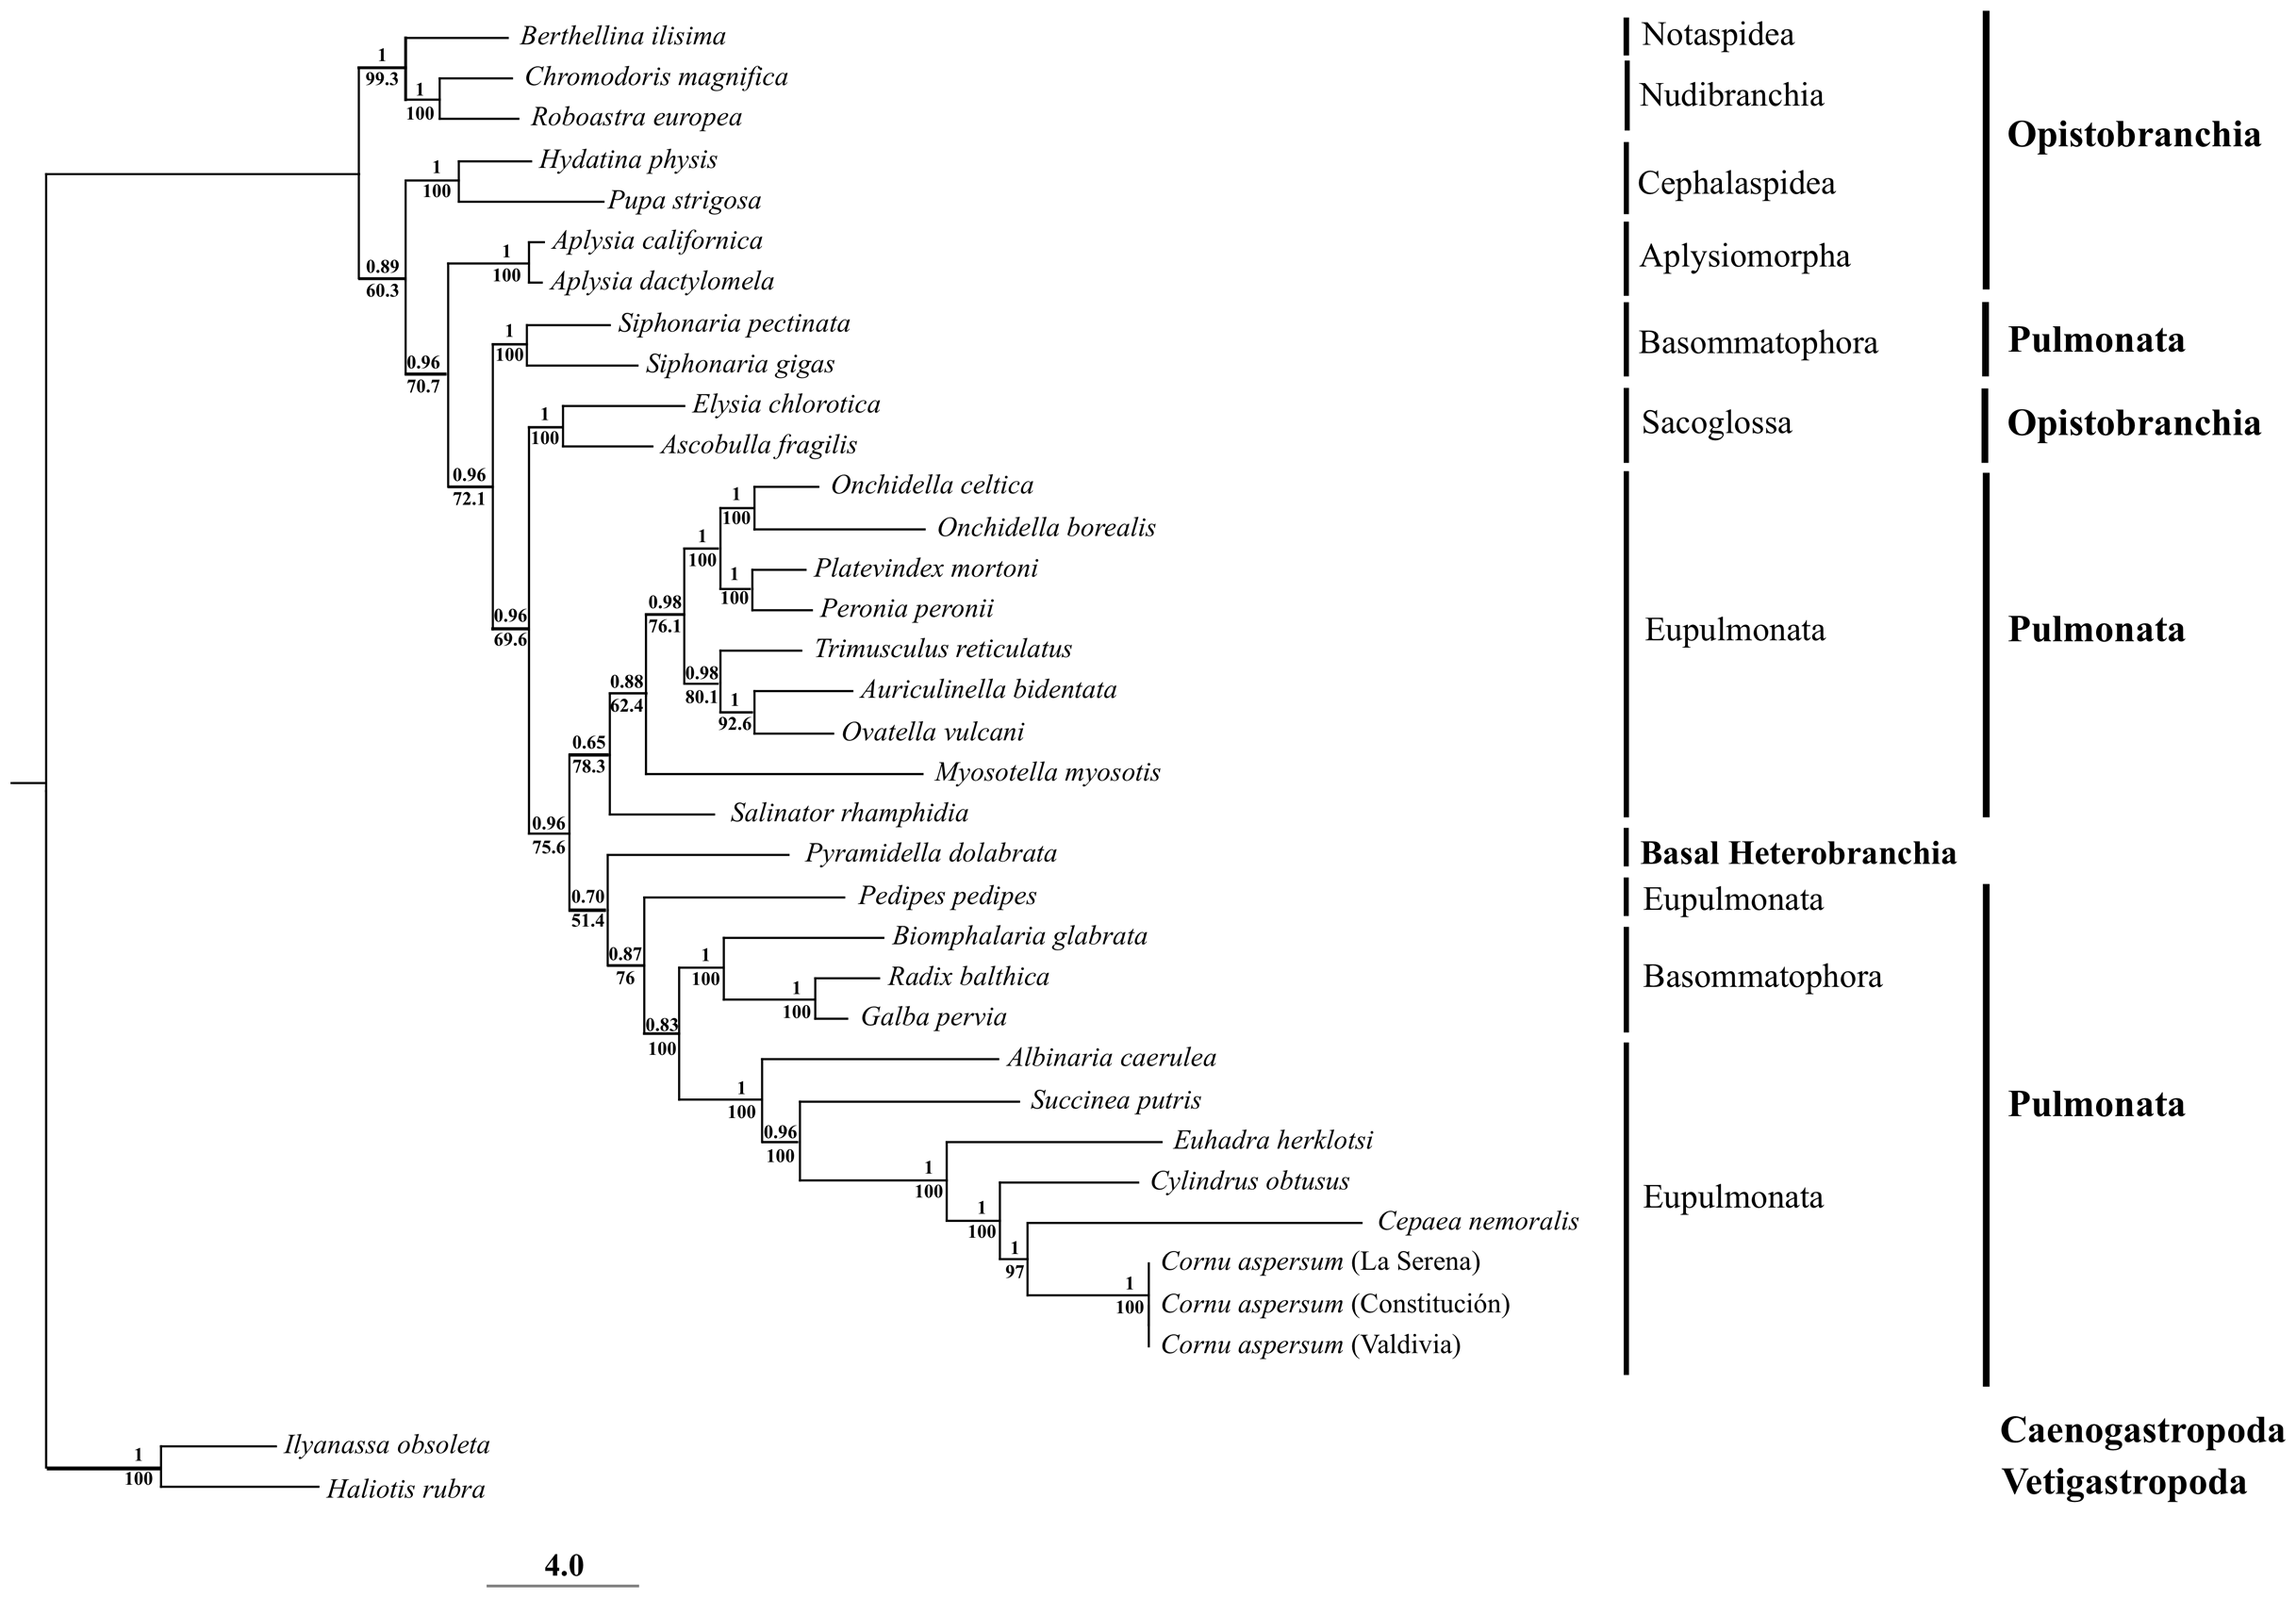 Berthellina ilisima
Notaspidea
1
99.3
Chromodoris magnifica
1
100
Nudibranchia
Roboastra europea
Opistobranchia
Hydatina physis
1
100
Cephalaspidea
Pupa strigosa
Aplysia californica
1
100
Aplysiomorpha
0.89
60.3
Aplysia dactylomela
Siphonaria pectinata
1
100
Basommatophora
Pulmonata
0.96
70.7
Siphonaria gigas
Elysia chlorotica
1
100
Sacoglossa
Opistobranchia
Ascobulla fragilis
0.96
72.1
Onchidella celtica
1
100
Onchidella borealis
1
100
Platevindex mortoni
1
100
Peronia peronii
0.98
76.1
0.96
69.6
Eupulmonata
Pulmonata
Trimusculus reticulatus
0.98
80.1
Auriculinella bidentata
0.88
62.4
1
92.6
Ovatella vulcani
0.65
78.3
Myosotella myosotis
Salinator rhamphidia
0.96
75.6
Pyramidella dolabrata
Basal Heterobranchia
0.70
51.4
Pedipes pedipes
Eupulmonata
Biomphalaria glabrata
0.87
76
1
100
Radix balthica
Basommatophora
1
100
Galba pervia
0.83
100
Albinaria caerulea
1
100
Succinea putris
Pulmonata
0.96
100
Euhadra herklotsi
1
100
Cylindrus obtusus
Eupulmonata
1
100
Cepaea nemoralis
1
97
Cornu aspersum (La Serena)
1
100
Cornu aspersum (Constitución)
Cornu aspersum (Valdivia)
Caenogastropoda
Ilyanassa obsoleta
1
100
Vetigastropoda
Haliotis rubra
4.0